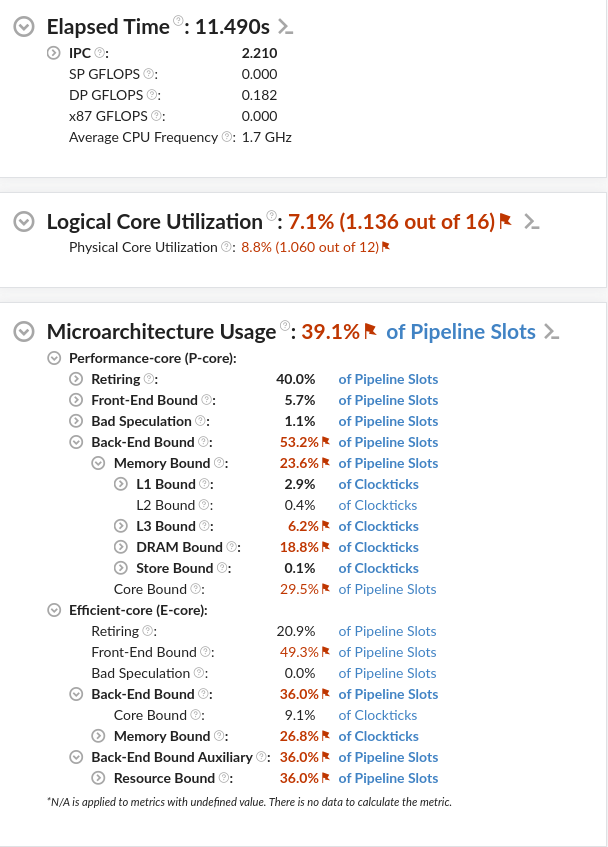 Elapsed Time ?: 11.490s
IPC ?: 2.210
SP GFLOPS ?: 0.000
DP GFLOPS ?: 0.182
x87 GFLOPS ?: 0.000
Average CPU Frequency ?: 1.7 GHz
Logical Core Utilization ?: 7.1% (1.136 out of 16)
Physical Core Utilization ?: 8.8% (1.060 out of 12)
Microarchitecture Usage ?: 39.1% of Pipeline Slots
Performance-core (P-core):
Retiring ?: 40.0% of Pipeline Slots
Front-End Bound ?: 5.7% of Pipeline Slots
Bad Speculation ?: 1.1% of Pipeline Slots
Back-End Bound ?: 53.2% of Pipeline Slots
Memory Bound ?: 23.6% of Pipeline Slots
L1 Bound ?: 2.9% of Clockticks
L2 Bound ?: 0.4% of Clockticks
L3 Bound ?: 6.2% of Clockticks
DRAM Bound ?: 18.8% of Clockticks
Store Bound ?: 0.1% of Clockticks
Core Bound ?: 29.5% of Pipeline Slots
Efficient-core (E-core):
Retiring ?: 20.9% of Pipeline Slots
Front-End Bound ?: 49.3% of Pipeline Slots
Bad Speculation ?: 0.0% of Pipeline Slots
Back-End Bound ?: 36.0% of Pipeline Slots
Core Bound ?: 9.1% of Clockticks
Memory Bound ?: 26.8% of Clockticks
Back-End Bound Auxiliary ?: 36.0% of Pipeline Slots
Resource Bound ?: 36.0% of Pipeline Slots
*N/A is applied to metrics with undefined value. There is no data to calculate the metric.